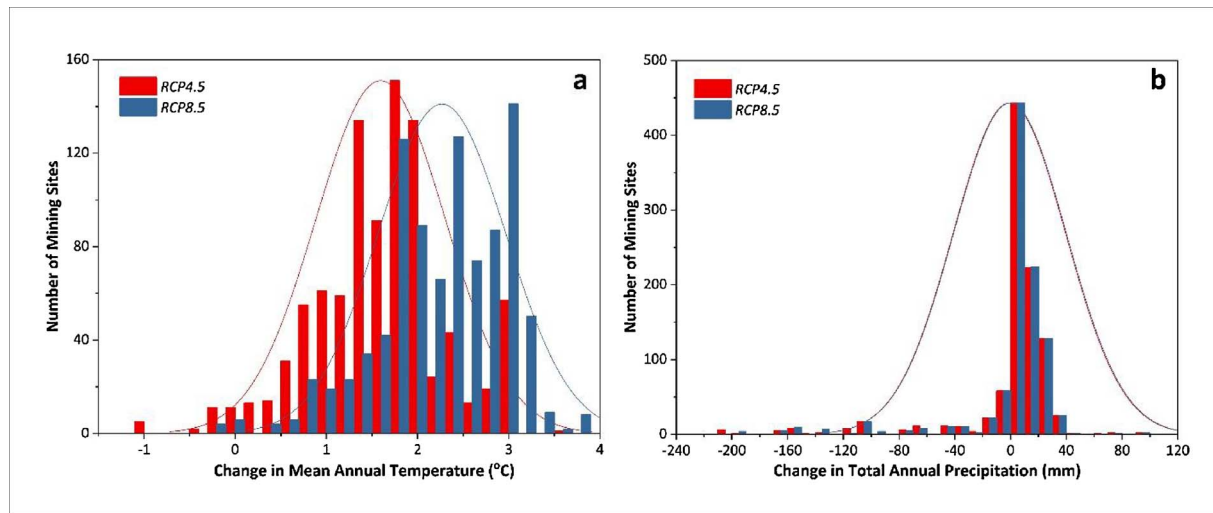 160
120
80
40
0
Number of Mining Sites
RCP4.5
RCP8.5
a
-1
0
1
2
3
4
Change in Mean Annual Temperature (°C)
500
400
300
200
100
0
Number of Mining Sites
RCP4.5
RCP8.5
b
-240
-200
-160
-120
-80
-40
0
40
80
120
Change in Total Annual Precipitation (mm)